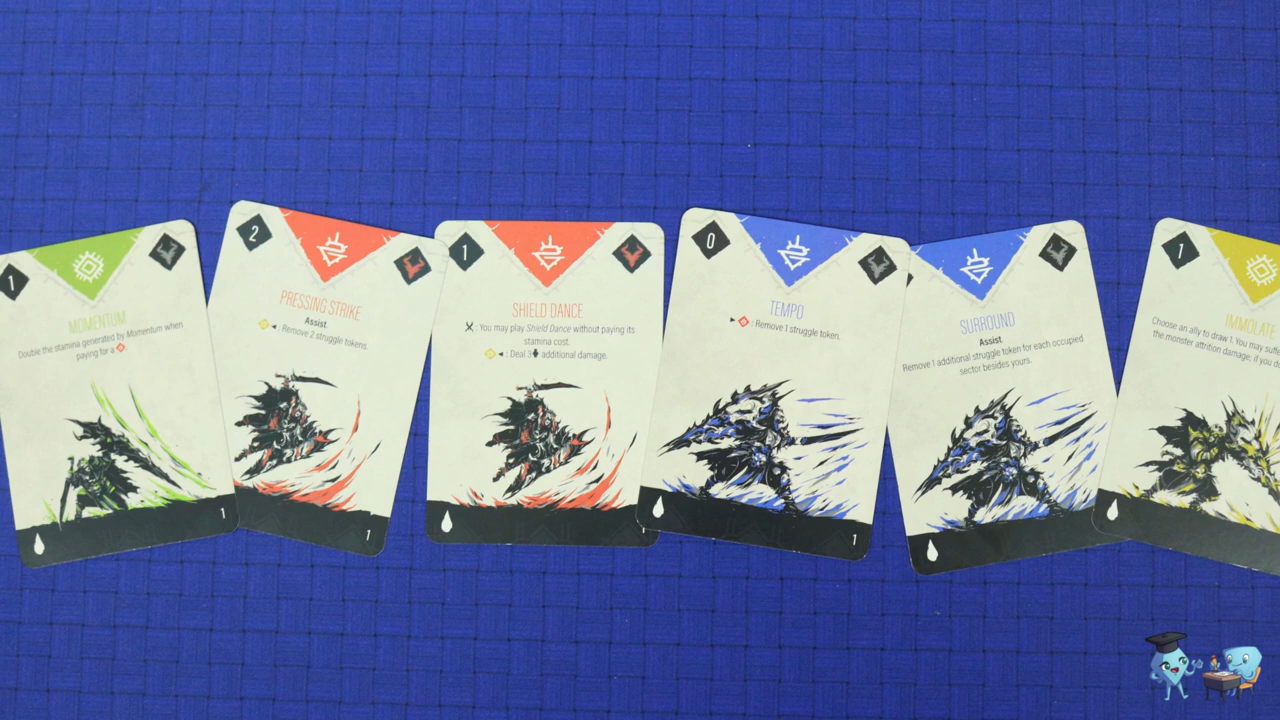 1
MOMENTUM
Double the stamina generated by Momentum when
paying for a
1
2
PRESSING STRIKE
Assist
: Remove 2 struggle tokens.
1
1
SHIELD DANCE
: You may play Shield Dance without paying its
stamina cost.
: Deal 3 additional damage.
0
TEMPO
: Remove 1 struggle token.
1
SURROUND
Assist.
Remove 1 additional struggle token for each occupied
sector besides yours.
1
IMMOLATE
Choose an ally to draw 1. You may
the monster attrition damage; if you